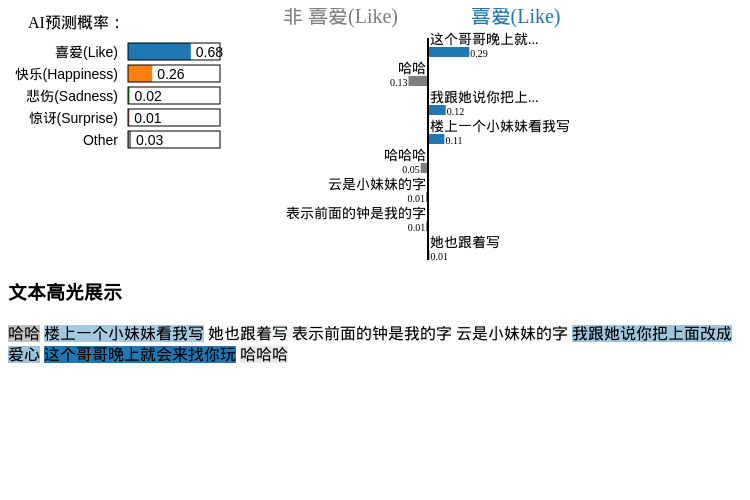 AI预测概率：
喜爱(Like) 0.68
快乐(Happiness) 0.26
悲伤(Sadness) 0.02
惊讶(Surprise) 0.01
Other 0.03
非 喜爱(Like) 喜爱(Like)
这个哥哥晚上就...
0.29
哈哈
0.13
我跟她说你把上...
0.12
楼上一个小妹妹看我写
0.11
哈哈哈
0.05
云是小妹妹的字
0.01
表示前面的钟是我的字
0.01
她也跟着写
0.01
文本高光展示
哈哈 楼上一个小妹妹看我写 她也跟着写 表示前面的钟是我的字 云是小妹妹的字 我跟她说你把上面改成
爱心 这个哥哥晚上就会来找你玩 哈哈哈